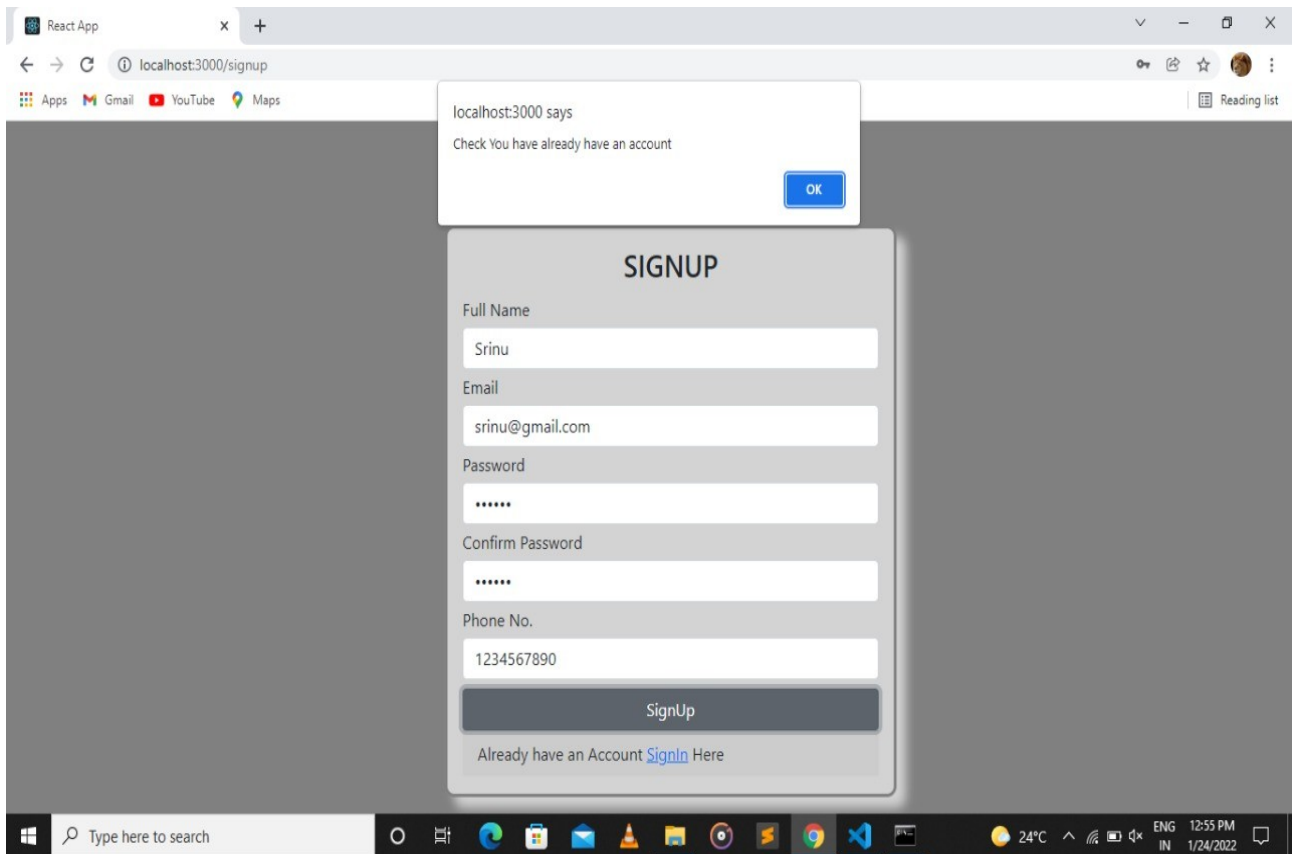 React App
localhost:3000/signup
Apps Gmail YouTube Maps Reading list
localhost:3000 says
Check You have already have an account
OK
SIGNUP
Full Name
Srinu
Email
srinu@gmail.com
Password
••••••
Confirm Password
••••••
Phone No.
1234567890
SignUp
Already have an Account SignIn Here
Type here to search
24°C
ENG 12:55 PM
IN 1/24/2022